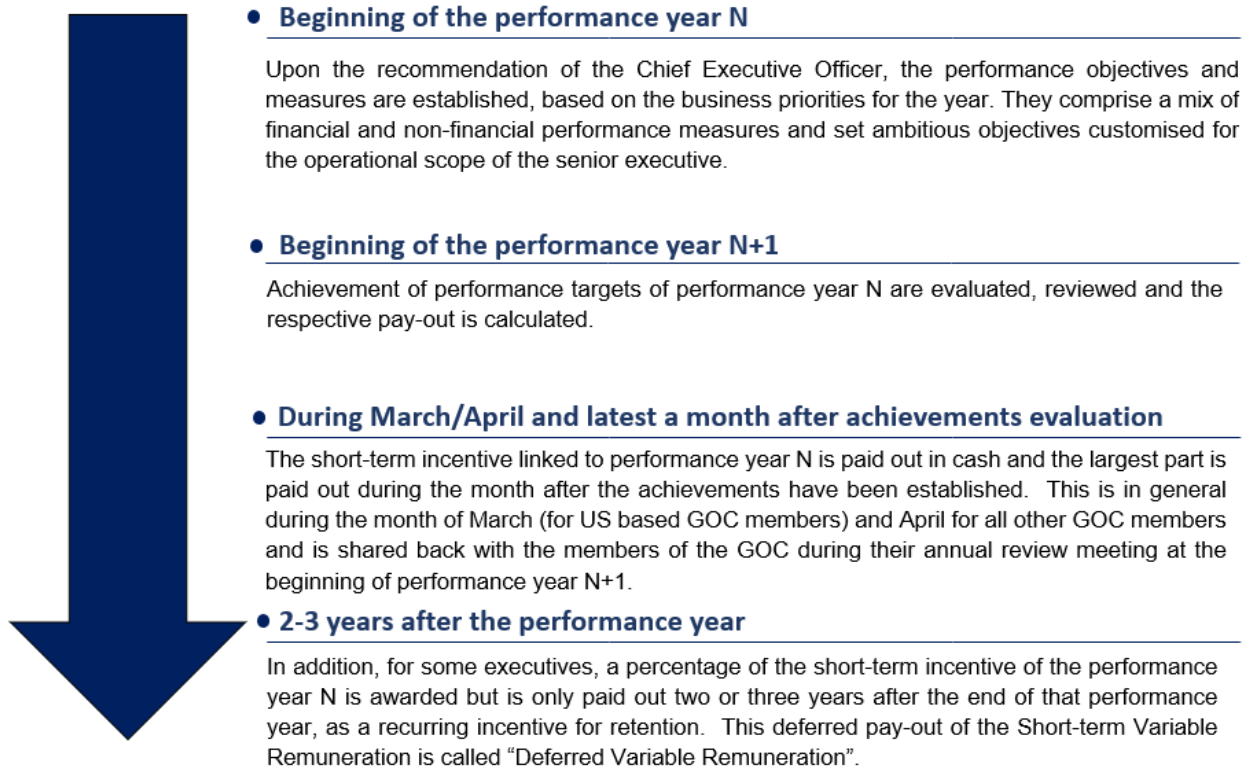 • Beginning of the performance year N
Upon the recommendation of the Chief Executive Officer, the performance objectives and
measures are established, based on the business priorities for the year. They comprise a mix of
financial and non-financial performance measures and set ambitious objectives customised for
the operational scope of the senior executive.
• Beginning of the performance year N+1
Achievement of performance targets of performance year N are evaluated, reviewed and the
respective pay-out is calculated.
• During March/April and latest a month after achievements evaluation
The short-term incentive linked to performance year N is paid out in cash and the largest part is
paid out during the month after the achievements have been established. This is in general
during the month of March (for US based GOC members) and April for all other GOC members
and is shared back with the members of the GOC during their annual review meeting at the
beginning of performance year N+1.
• 2-3 years after the performance year
In addition, for some executives, a percentage of the short-term incentive of the performance
year N is awarded but is only paid out two or three years after the end of that performance
year, as a recurring incentive for retention. This deferred pay-out of the Short-term Variable
Remuneration is called “Deferred Variable Remuneration”.